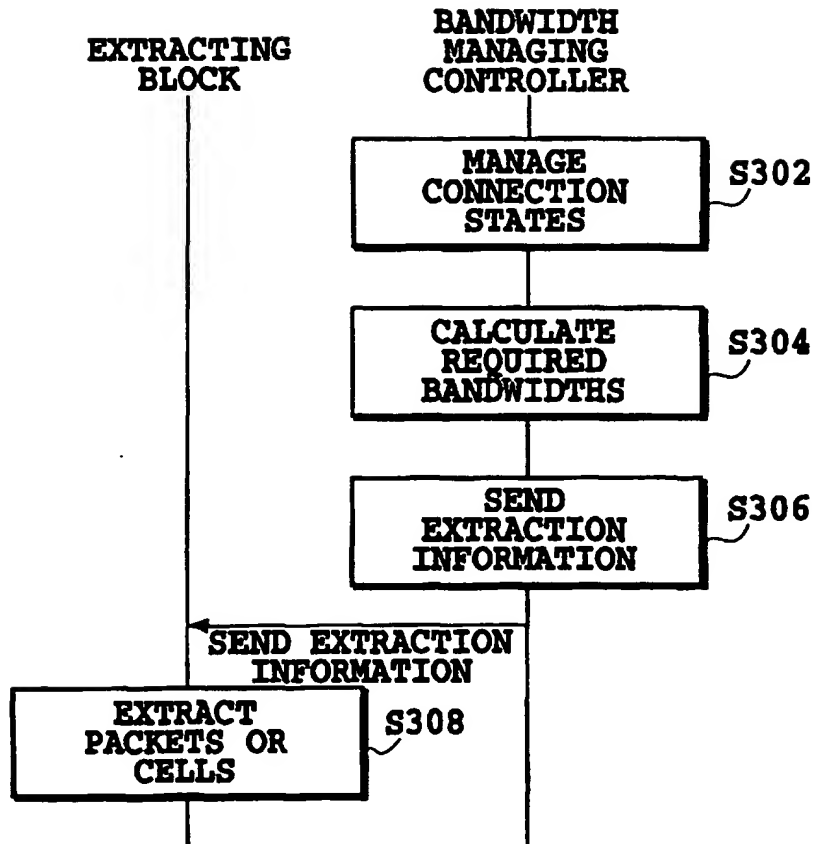 EXTRACTING
BLOCK
BANDWIDTH
MANAGING
CONTROLLER
MANAGE
CONNECTION
STATES
S302
CALCULATE
REQUIRED
BANDWIDTHS
S304
SEND
EXTRACTION
INFORMATION
S306
SEND EXTRACTION
INFORMATION
EXTRACT
PACKETS OR
CELLS
S308